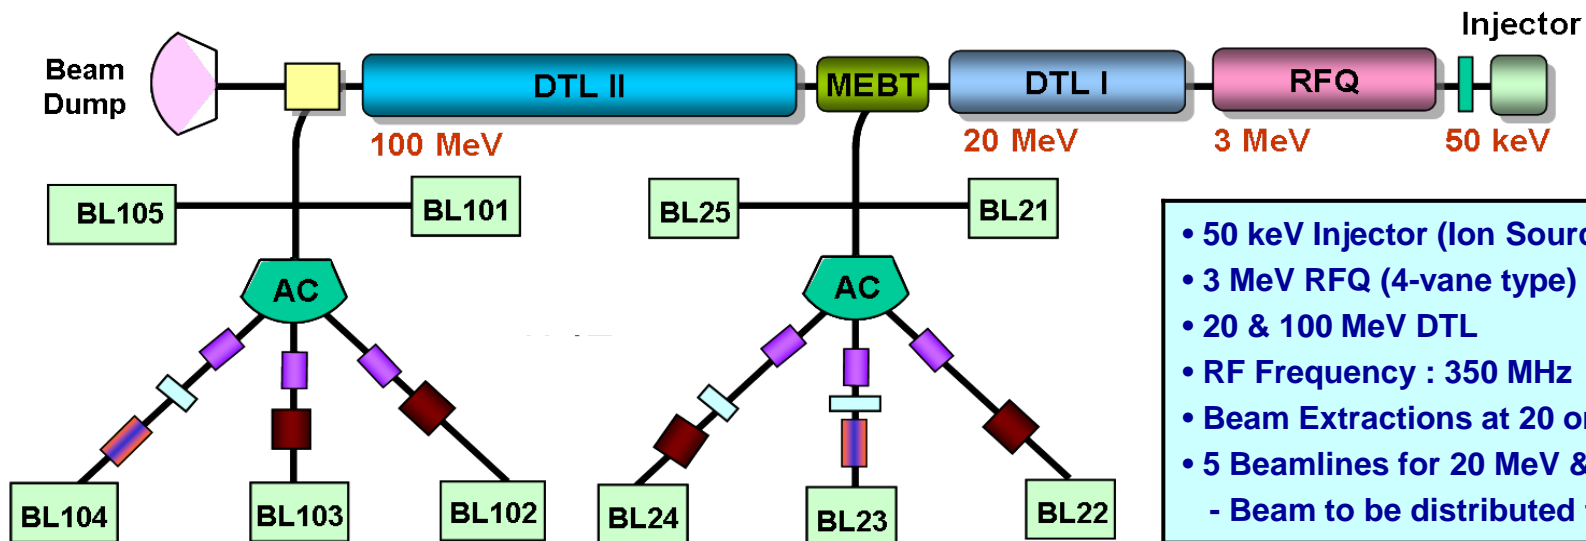 Injector
Beam
Dump
DTL II
MEBT
DTL I
RFQ
100 MeV
20 MeV
3 MeV
50 keV
BL105
BL101
BL25
BL21
AC
AC
BL104
BL103
BL102
BL24
BL23
BL22
• 50 keV Injector (Ion
• 3 MeV RFQ (4-vane type)
• 20 & 100 MeV DTL
• RF Frequency : 350 MHz
• Beam Extractions at 20 or
• 5 Beamlines for 20 MeV &
- Beam to be distributed